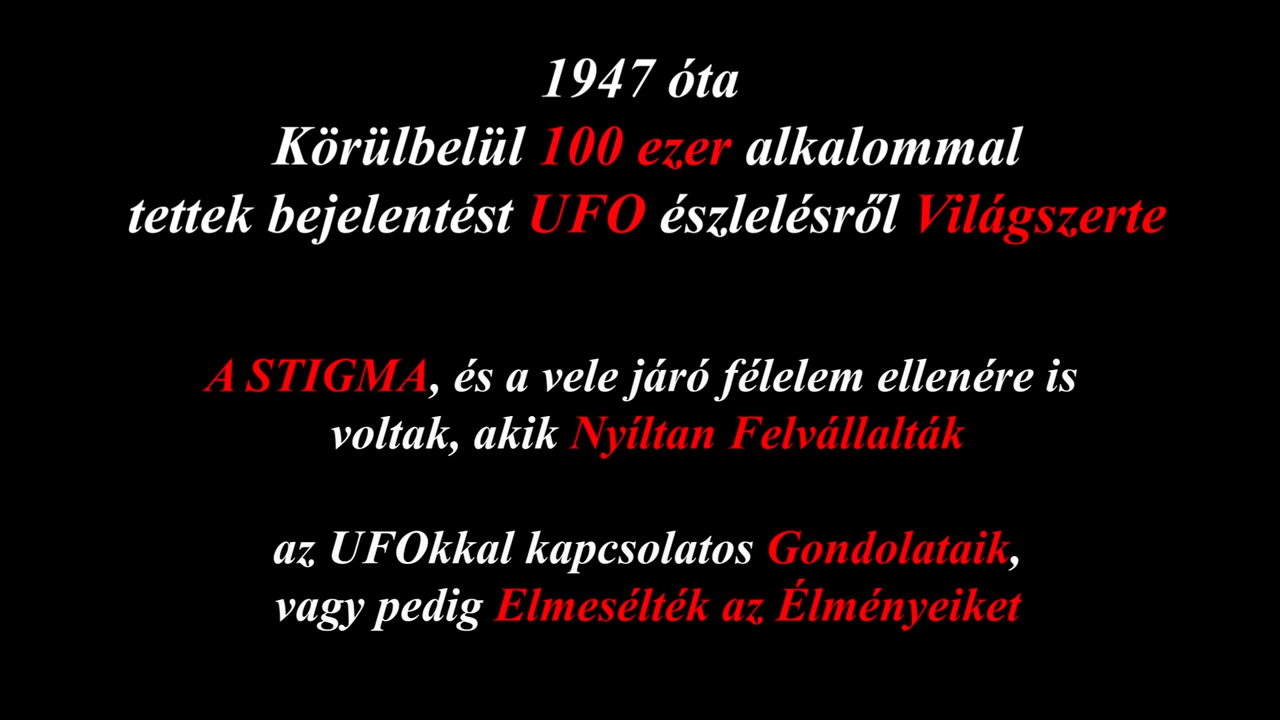 1947 óta
Körülbelül 100 ezer alkalommal
tettek bejelentést UFO észlelésről Világszerte
A STIGMA, és a vele járó félelem ellenére is
voltak, akik Nyíltan Felvállalták
az UFOkkal kapcsolatos Gondolataik,
vagy pedig Elmesélték az Élményeiket